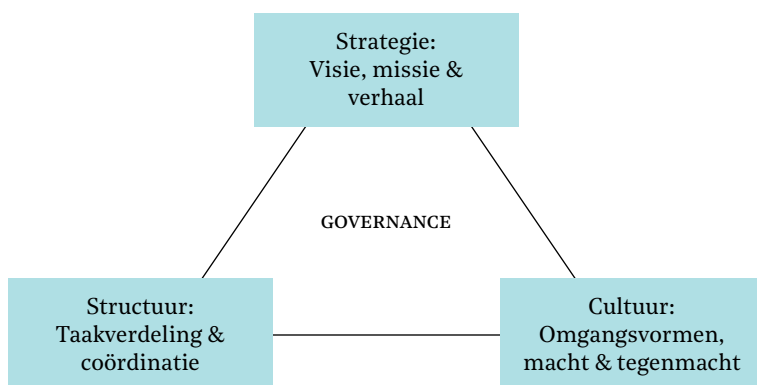 Strategie:
Visie, missie &
verhaal
GOVERNANCE
Structuur:
Taakverdeling &
coördinatie
Cultuur:
Omgangsvormen,
macht & tegenmacht